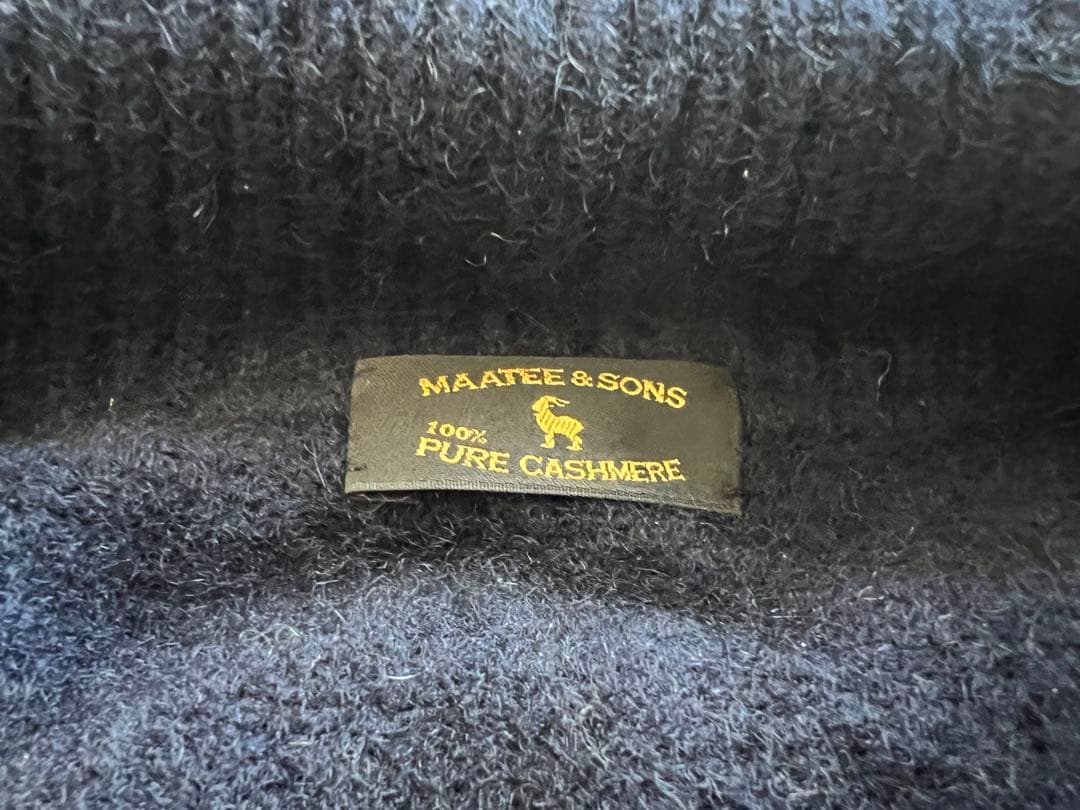 MAATEE & SONS
100%
PURE CASHMERE